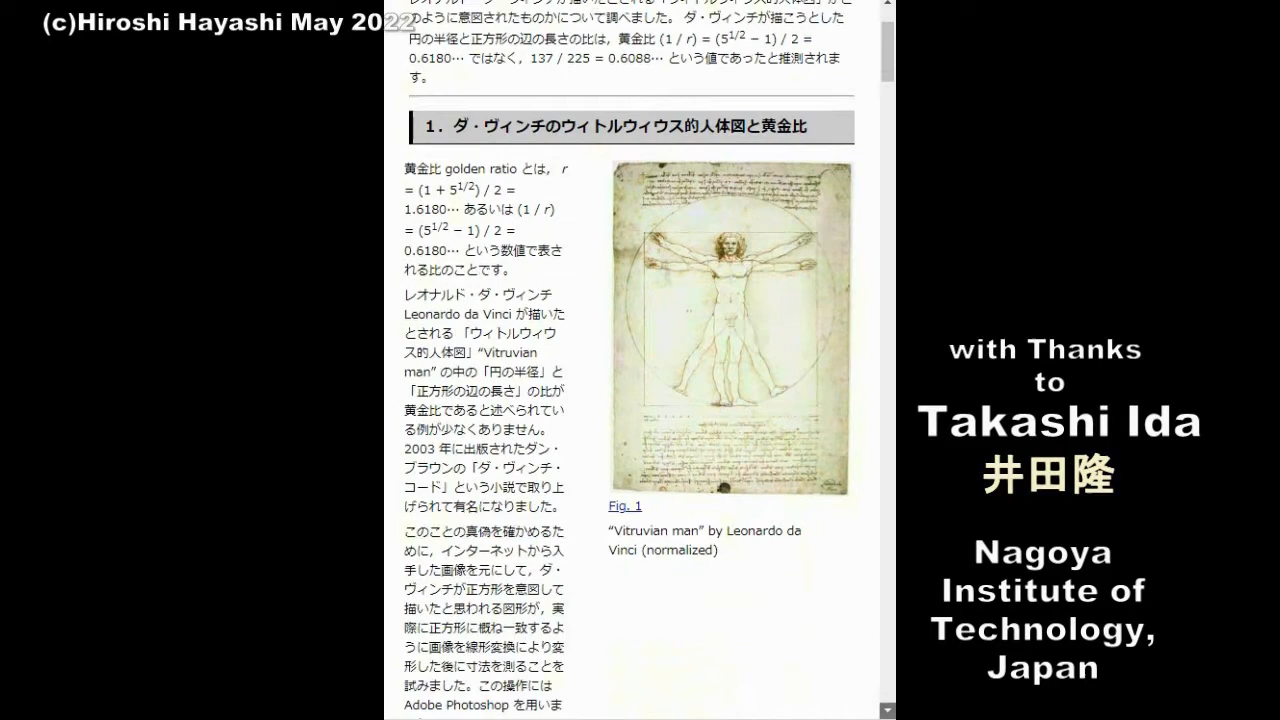 (c)Hiroshi Hayashi May 2022
のように意図されたものかについて調べました。 ダ・ヴィンチが描こうとした
円の半径と正方形の辺の長さの比は，黄金比 (1 / r) = (5^1/2 − 1) / 2 =
0.6180⋯ ではなく，137 / 225 = 0.6088⋯ という値であったと推測されま
す。
1．ダ・ヴィンチのウィトルウィウス的人体図と黄金比
黄金比 golden ratio とは， r
= (1 + 5^1/2) / 2 =
1.6180⋯ あるいは (1 / r)
= (5^1/2 − 1) / 2 =
0.6180⋯ という数値で表さ
れる比のことです。
レオナルド・ダ・ヴィンチ
Leonardo da Vinci が描いた
とされる 「ウィトルウィウ
ス的人体図」“Vitruvian
man” の中の「円の半径」と
「正方形の辺の長さ」の比が
黄金比であると述べられてい
る例が少なくありません。
2003 年に出版されたダン・
ブラウンの「ダ・ヴィンチ・
コード」という小説で取り上
げられて有名になりました。
このことの真偽を確かめるた
めに，インターネットから入
手した画像を元にして，ダ・
ヴィンチが正方形を意図して
描いたと思われる図形が，実
際に正方形に概ね一致するよ
うに画像を線形変換により変
形した後に寸法を測ることを
試みました。この操作には
Adobe Photoshop を用いま
Fig. 1
“Vitruvian man” by Leonardo da
Vinci (normalized)
with Thanks
to
Takashi Ida
井田隆
Nagoya
Institute of
Technology,
Japan